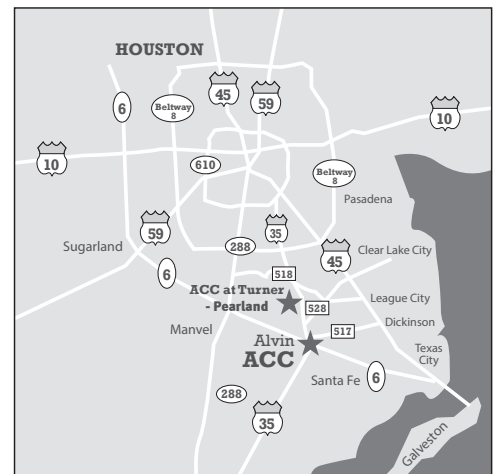 HOUSTON
45
59
6
Beltway
8
10
10
610
Beltway
8
Pasadena
59
35
Sugarland
288
45
Clear Lake City
6
518
ACC at Turner
- Pearland
League City
528
Dickinson
Manvel
517
Alvin
ACC
Texas
City
Santa Fe
6
288
35
Galveston